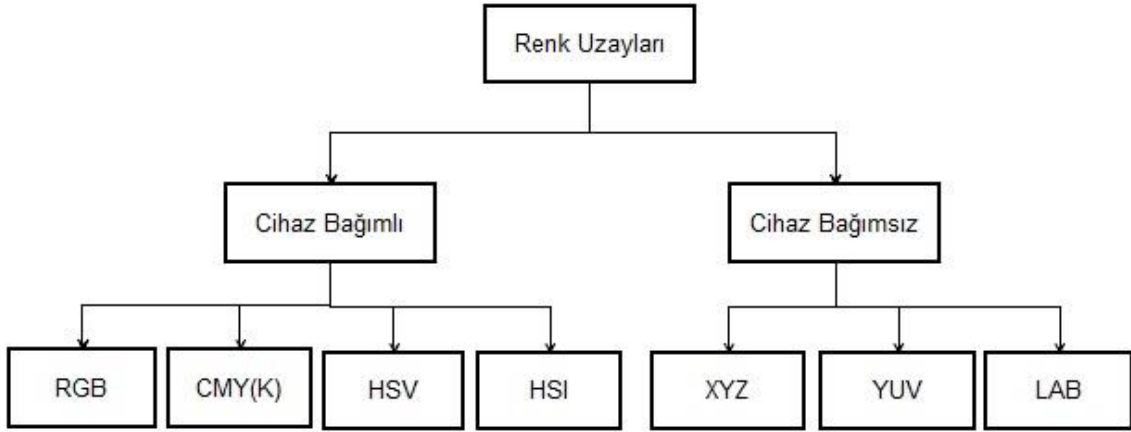 Renk Uzayları
Cihaz Bağımlı
Cihaz Bağımsız
RGB
CMY(K)
HSV
HSI
XYZ
YUV
LAB